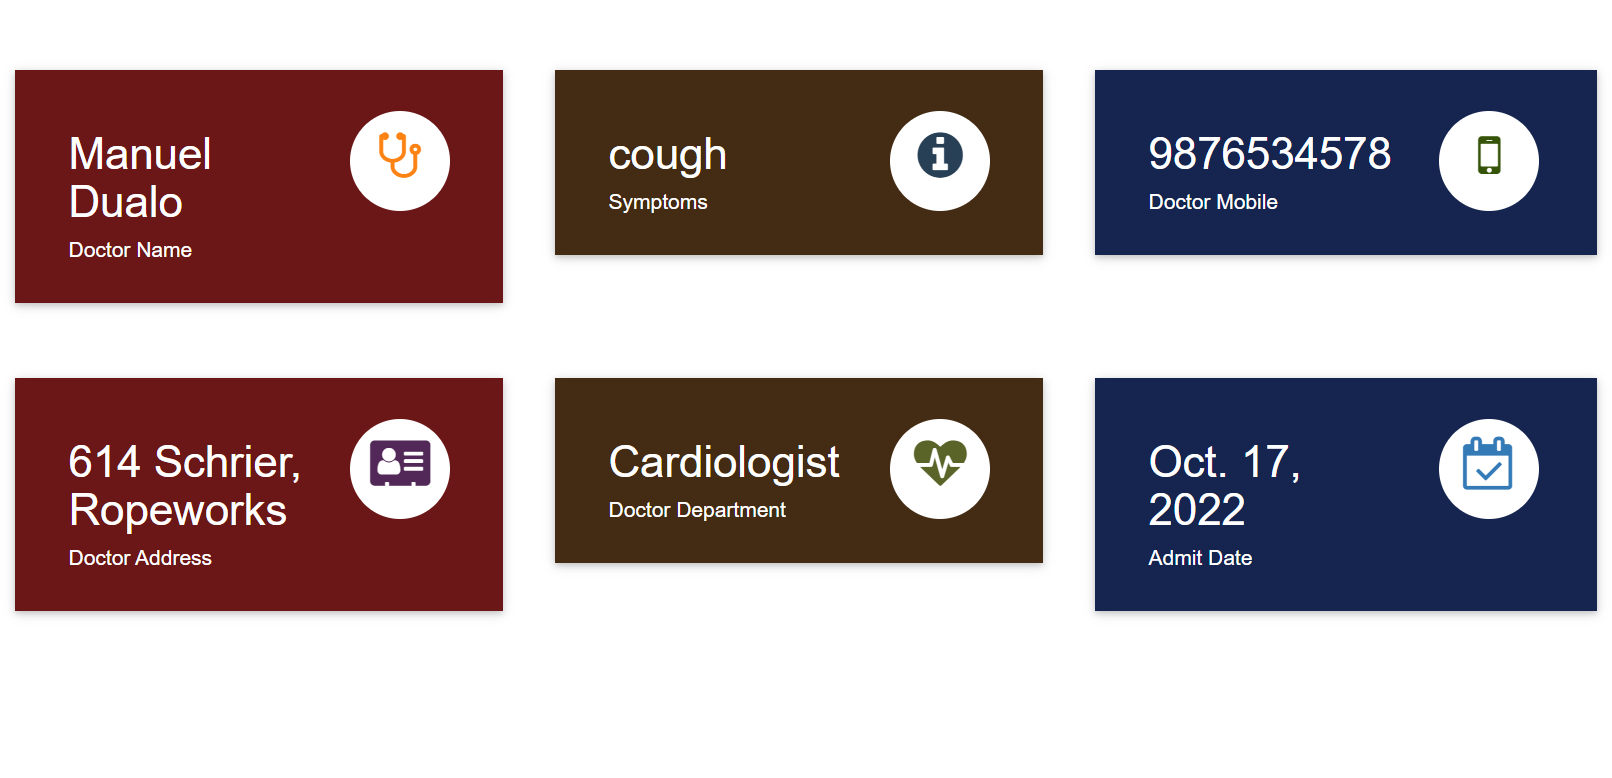 Manuel
Dualo
Doctor Name
cough
Symptoms
9876534578
Doctor Mobile
614 Schrier,
Ropeworks
Doctor Address
Cardiologist
Doctor Department
Oct. 17,
2022
Admit Date